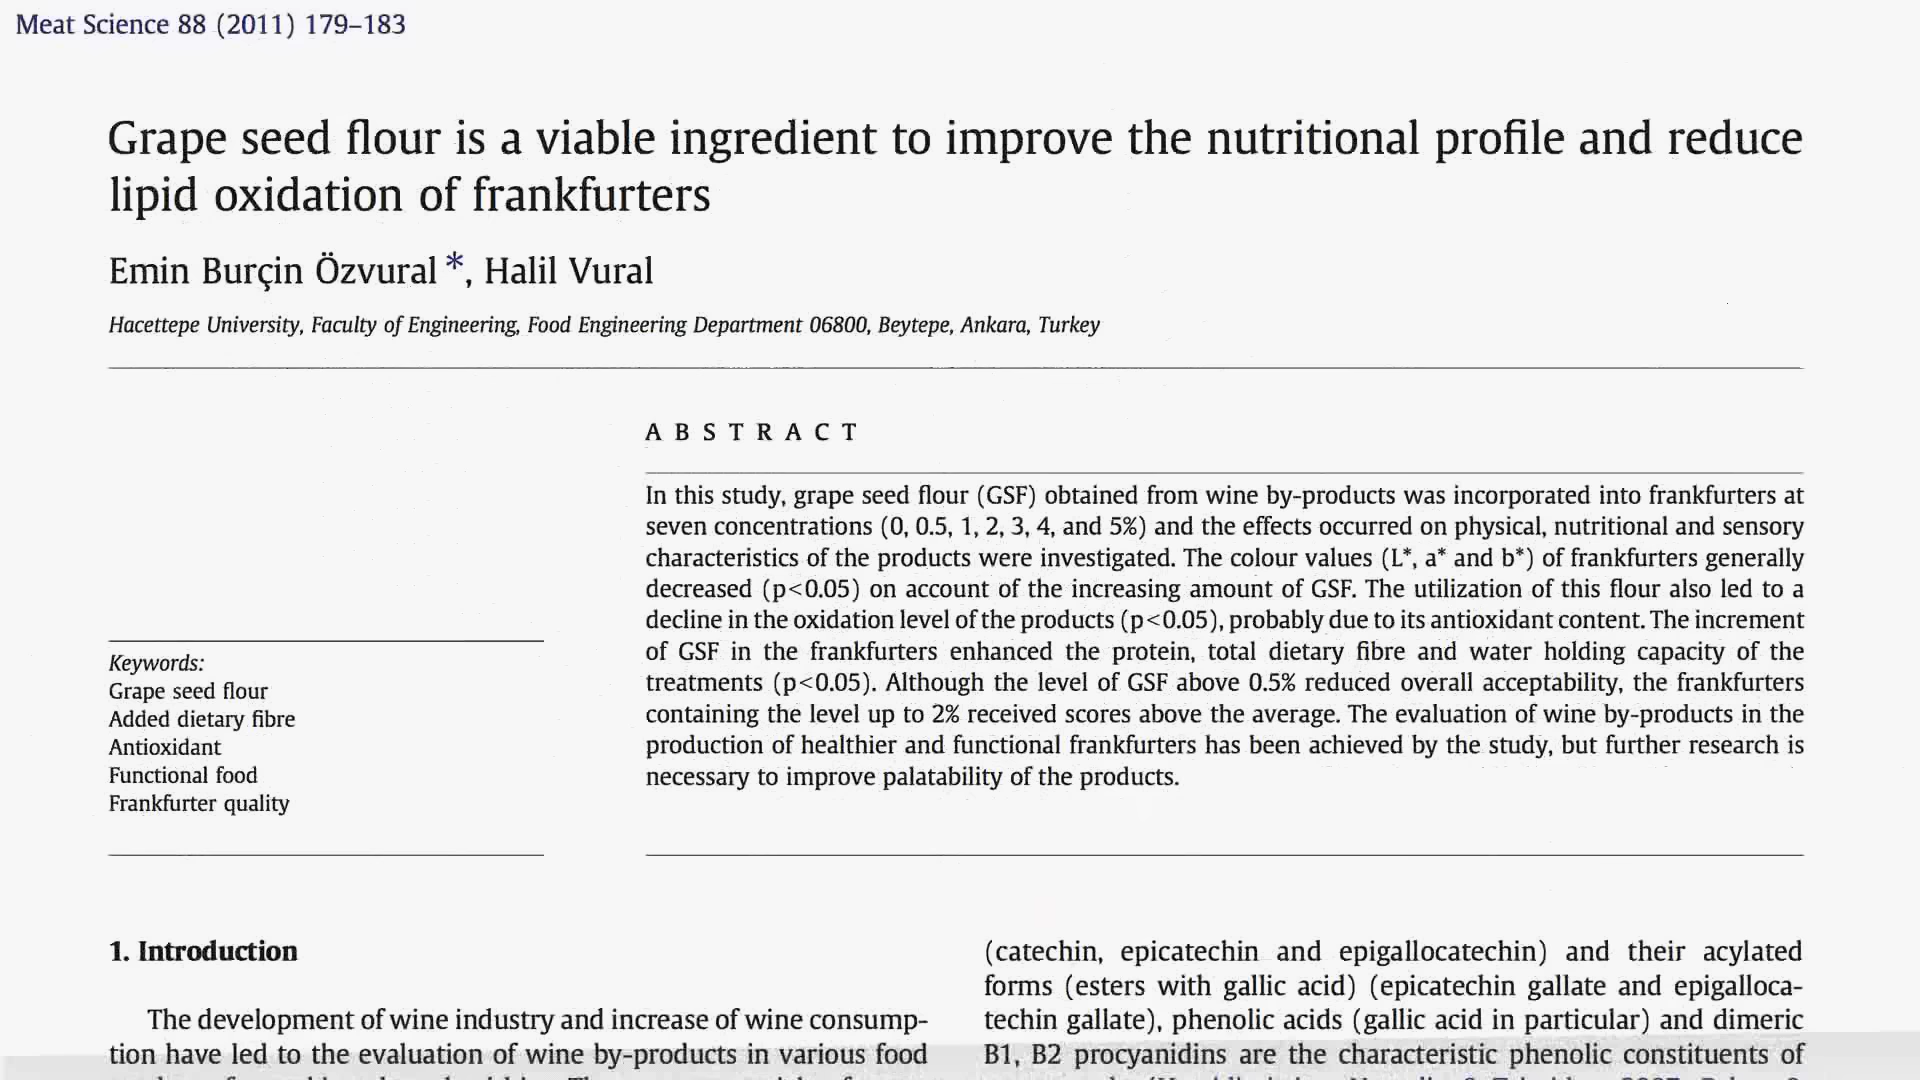 Meat Science 88 (2011) 179–183
Grape seed flour is a viable ingredient to improve the nutritional profile and reduce
lipid oxidation of frankfurters
Emin Burçin Özvural *, Halil Vural
Hacettepe University, Faculty of Engineering, Food Engineering Department 06800, Beytepe, Ankara, Turkey
A B S T R A C T
In this study, grape seed flour (GSF) obtained from wine by-products was incorporated into frankfurters at
seven concentrations (0, 0.5, 1, 2, 3, 4, and 5%) and the effects occurred on physical, nutritional and sensory
characteristics of the products were investigated. The colour values (L*, a* and b*) of frankfurters generally
decreased (p<0.05) on account of the increasing amount of GSF. The utilization of this flour also led to a
decline in the oxidation level of the products (p<0.05), probably due to its antioxidant content. The increment
of GSF in the frankfurters enhanced the protein, total dietary fibre and water holding capacity of the
treatments (p<0.05). Although the level of GSF above 0.5% reduced overall acceptability, the frankfurters
containing the level up to 2% received scores above the average. The evaluation of wine by-products in the
production of healthier and functional frankfurters has been achieved by the study, but further research is
necessary to improve palatability of the products.
Keywords:
Grape seed flour
Added dietary fibre
Antioxidant
Functional food
Frankfurter quality
1. Introduction
The development of wine industry and increase of wine consump-
tion have led to the evaluation of wine by-products in various food
(catechin, epicatechin and epigallocatechin) and their acylated
forms (esters with gallic acid) (epicatechin gallate and epigalloca-
techin gallate), phenolic acids (gallic acid in particular) and dimeric
B1, B2 procyanidins are the characteristic phenolic constituents of